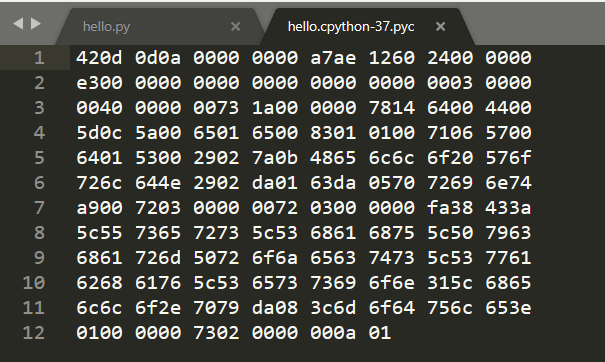 hello.py × hello.cpython-37.pyc ×
1 420d 0d0a 0000 0000 a7ae 1260 2400 0000
2 e300 0000 0000 0000 0000 0000 0003 0000
3 0040 0000 0073 1a00 0000 7814 6400 4400
4 5d0c 5a00 6501 6500 8301 0100 7106 5700
5 6401 5300 2902 7a0b 4865 6c6c 6f20 576f
6 726c 644e 2902 da01 63da 0570 7269 6e74
7 a900 7203 0000 0072 0300 0000 fa38 433a
8 5c55 7365 7273 5c53 6861 6875 5c50 7963
9 6861 726d 5072 6f6a 6563 7473 5c53 7761
10 6268 6176 5c53 6573 7369 6f6e 315c 6865
11 6c6c 6f2e 7079 da08 3c6d 6f64 756c 653e
12 0100 0000 7302 0000 000a 01